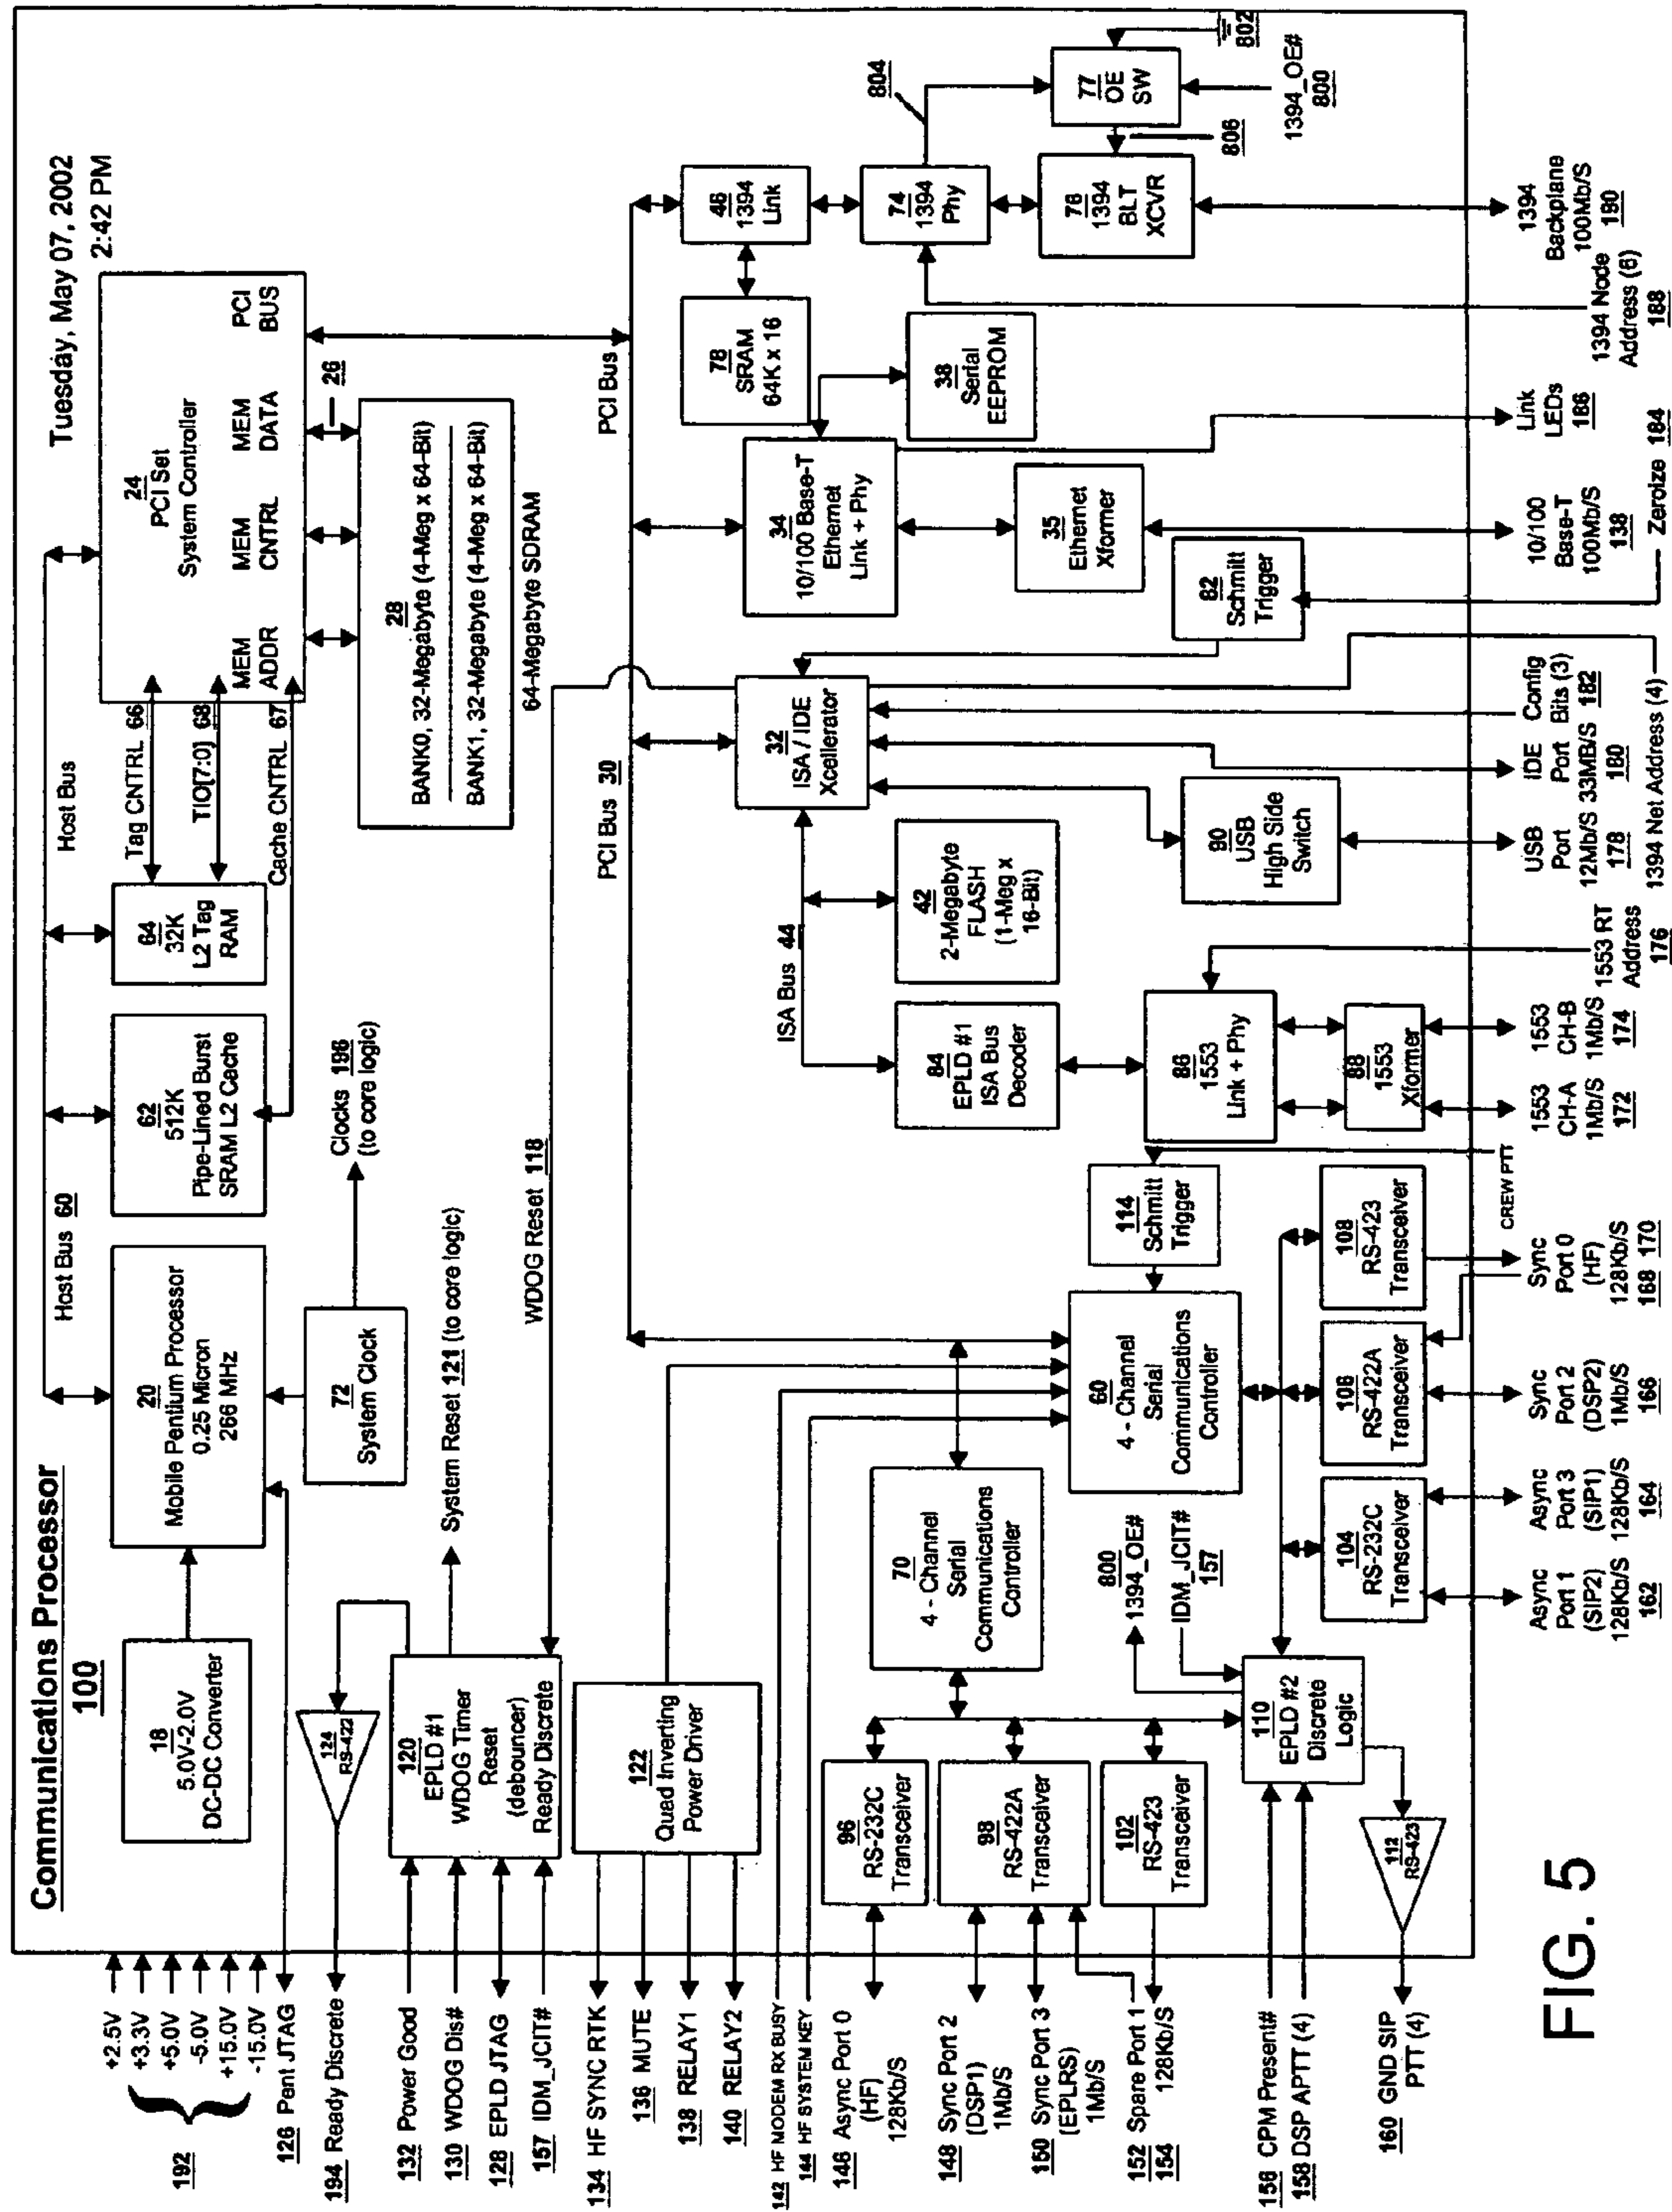 Communications Processor
100
Tuesday, May 07, 2002
2:42 PM
18
5.0V-2.0V
DC-DC Converter
20
Mobile Pentium Processor
0.25 Micron
266 MHz
Host Bus 60
Host Bus
62
512K
Pipe-Lined Burst
SRAM L2 Cache
64
32K
L2 Tag
RAM
Tag CNTRL 66
TIO[7:0] 68
Cache CNTRL 67
24
PCI Set
System Controller
MEM
ADDR
MEM
CNTRL
MEM
DATA
PCI
BUS
26
28
BANK0, 32-Megabyte (4-Meg x 64-Bit)
BANK1, 32-Megabyte (4-Meg x 64-Bit)
64-Megabyte SDRAM
72
System Clock
Clocks 196
(to core logic)
System Reset 121 (to core logic)
WDOG Reset 118
PCI Bus 30
PCI Bus
124
RS-422
120
EPLD #1
WDOG Timer
Reset
(debouncer)
Ready Discrete
122
Quad Inverting
Power Driver
96
RS-232C
Transceiver
98
RS-422A
Transceiver
102
RS-423
Transceiver
70
4 - Channel
Serial
Communications
Controller
60
4 - Channel
Serial
Communications
Controller
114
Schmitt
Trigger
800
1394_OE#
IDM_JCIT#
157
110
EPLD #2
Discrete
Logic
112
RS-423
104
RS-232C
Transceiver
106
RS-422A
Transceiver
108
RS-423
Transceiver
ISA Bus 44
84
EPLD #1
ISA Bus
Decoder
42
2-Megabyte
FLASH
(1-Meg x
16-Bit)
32
ISA / IDE
Xcellerator
86
1553
Link + Phy
88
1553
Xformer
90
USB
High Side
Switch
82
Schmitt
Trigger
34
10/100 Base-T
Ethernet
Link + Phy
35
Ethernet
Xformer
38
Serial
EEPROM
78
SRAM
64K x 16
46
1394
Link
74
1394
Phy
76
1394
BLT
XCVR
77
OE
SW
804
806
802
1394_OE#
800
+2.5V
+3.3V
+5.0V
-5.0V
+15.0V
-15.0V
192
126 Pent JTAG
194 Ready Discrete
132 Power Good
130 WDOG Dis#
128 EPLD JTAG
157 IDM_JCIT#
134 HF SYNC RTK
136 MUTE
138 RELAY1
140 RELAY2
142 HF MODEM RX BUSY
144 HF SYSTEM KEY
146 Async Port 0
(HF)
128Kb/S
148 Sync Port 2
(DSP1)
1Mb/S
150 Sync Port 3
(EPLRS)
1Mb/S
152 Spare Port 1
154 128Kb/S
156 CPM Present#
158 DSP APTT (4)
160 GND SIP
PTT (4)
Async
Port 1
(SIP2)
128Kb/S
162
Async
Port 3
(SIP1)
128Kb/S
164
Sync
Port 2
(DSP2)
1Mb/S
166
Sync
Port 0
(HF)
128Kb/S
168 170
CREW PTT
1553
CH-A
1Mb/S
172
1553
CH-B
1Mb/S
174
1553 RT
Address
176
USB
Port
12Mb/S
178
IDE
Port
33MB/S
180
Config
Bits (3)
182
1394 Net Address (4)
10/100
Base-T
100Mb/S
138
Zeroize 184
Link
LEDs
186
1394 Node
Address (6)
188
1394
Backplane
100Mb/S
190
FIG. 5